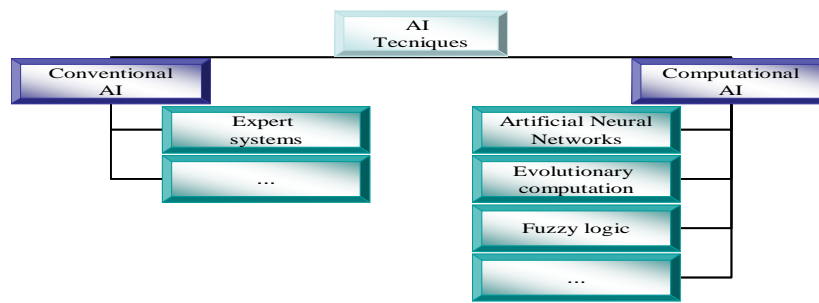 AI
Tecniques
Conventional
AI
Computational
AI
Expert
systems
...
Artificial Neural
Networks
Evolutionary
computation
Fuzzy logic
...